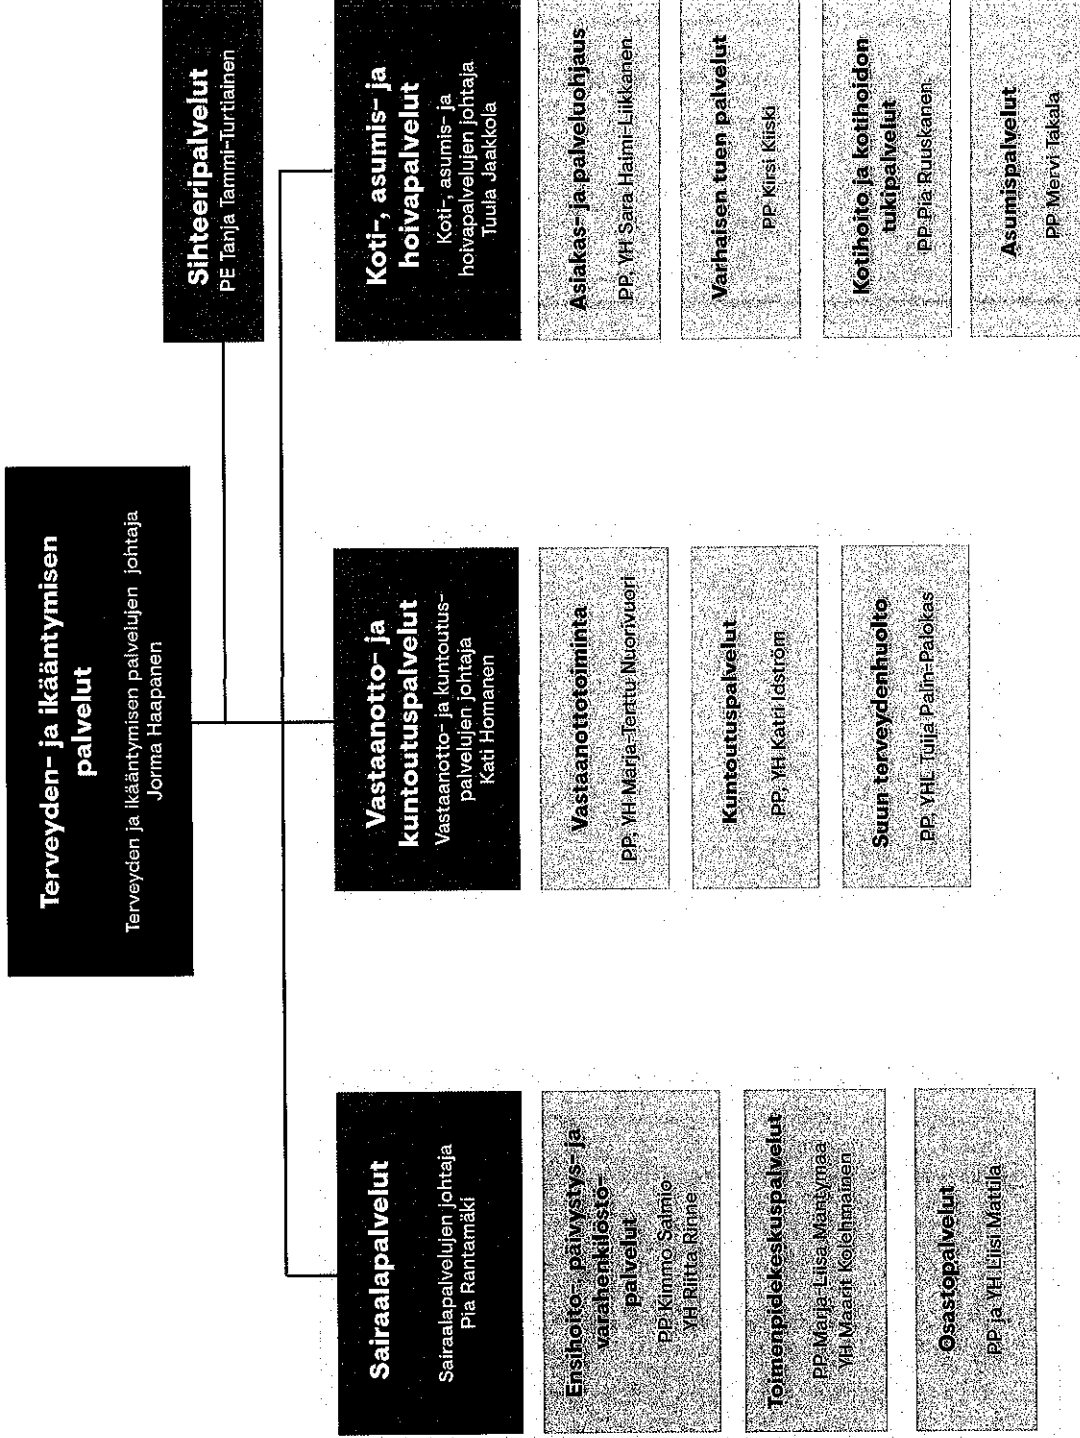 Terveyden- ja ikääntymisen
palvelut
Terveyden ja ikääntymisen palvelujen johtaja
Jorma Haapanen
Sihteeripalvelut
PE Tanja Tammi-Turtiainen
Sairaalapalvelut
Sairaalapalvelujen johtaja
Pia Rantamäki
Ensihoito-, päivystys- ja
varahenkilöstö-
palvelut
PP Kimmo Salmio
YH Riitta Rinne
Toimenpidekeskuspalvelut
PP Marja-Liisa Mäntymaa
YH Maarit Kolehmainen
Osastopalvelut
PP ja YH Liisi Mattula
Vastaanotto- ja
kuntoutuspalvelut
Vastaanotto- ja kuntoutus-
palvelujen johtaja
Kati Homanen
Vastaanottotoiminta
PP, YH Marja-Terttu Nuorivuori
Kuntoutuspalvelut
PP, YH Katri Idström
Suun terveydenhuolto
PP, YHL Tuija Palin-Palokas
Koti-, asumis- ja
hoivapalvelut
Koti-, asumis- ja
hoivapalvelujen johtaja
Tuula Jaakkola
Asiakas- ja palveluohjaus
PP, YH Sara Haimi-Liikkanen
Varhaisen tuen palvelut
PP Kirsi Kiiski
Kotihoito ja kotihoidon
tukipalvelut
PP Pia Ruuskanen
Asumispalvelut
PP Mervi Takala